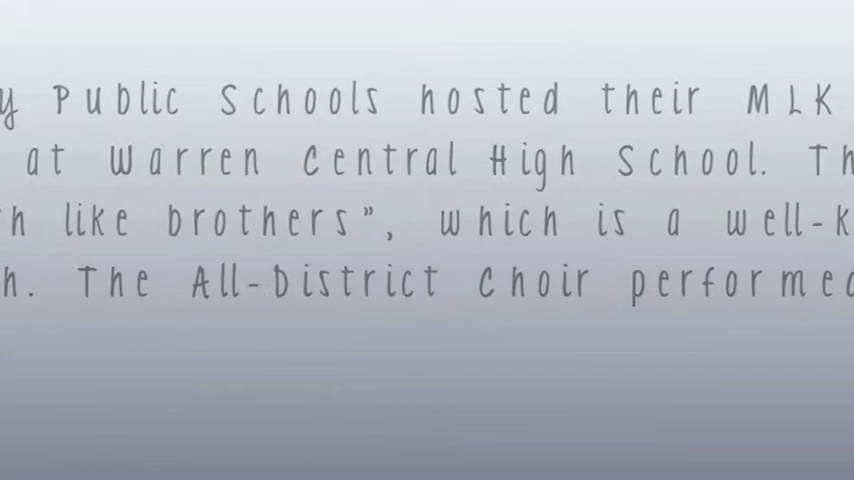 y Public Schools hosted their MLK
at Warren Central High School. Th
h like brothers", which is a well-k
h. The All-District Choir performed